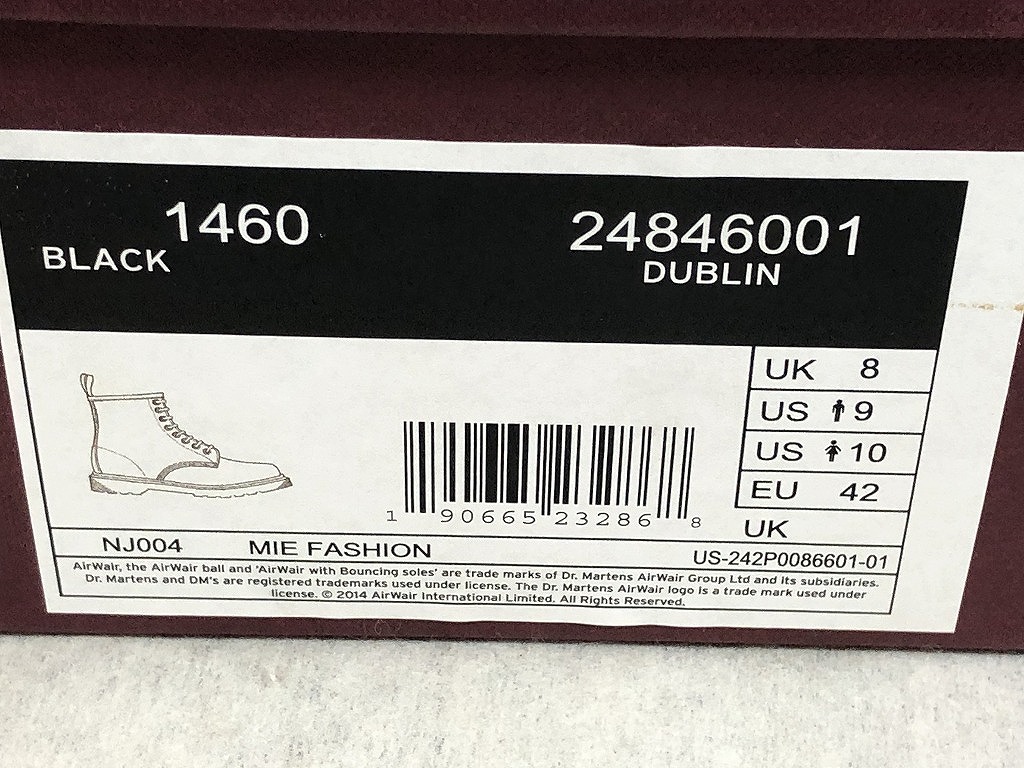 1460
BLACK
24846001
DUBLIN
UK 8
US 9
US 10
EU 42
UK
1 90665 23286 8
NJ004 MIE FASHION US-242P0086601-01
AirWair, the AirWair ball and 'AirWair with Bouncing soles' are trade marks of Dr. Martens AirWair Group Ltd and its subsidiaries.
Dr. Martens and DM's are registered trademarks used under license. The Dr. Martens AirWair logo is a trade mark used under
license. © 2014 AirWair International Limited. All Rights Reserved.